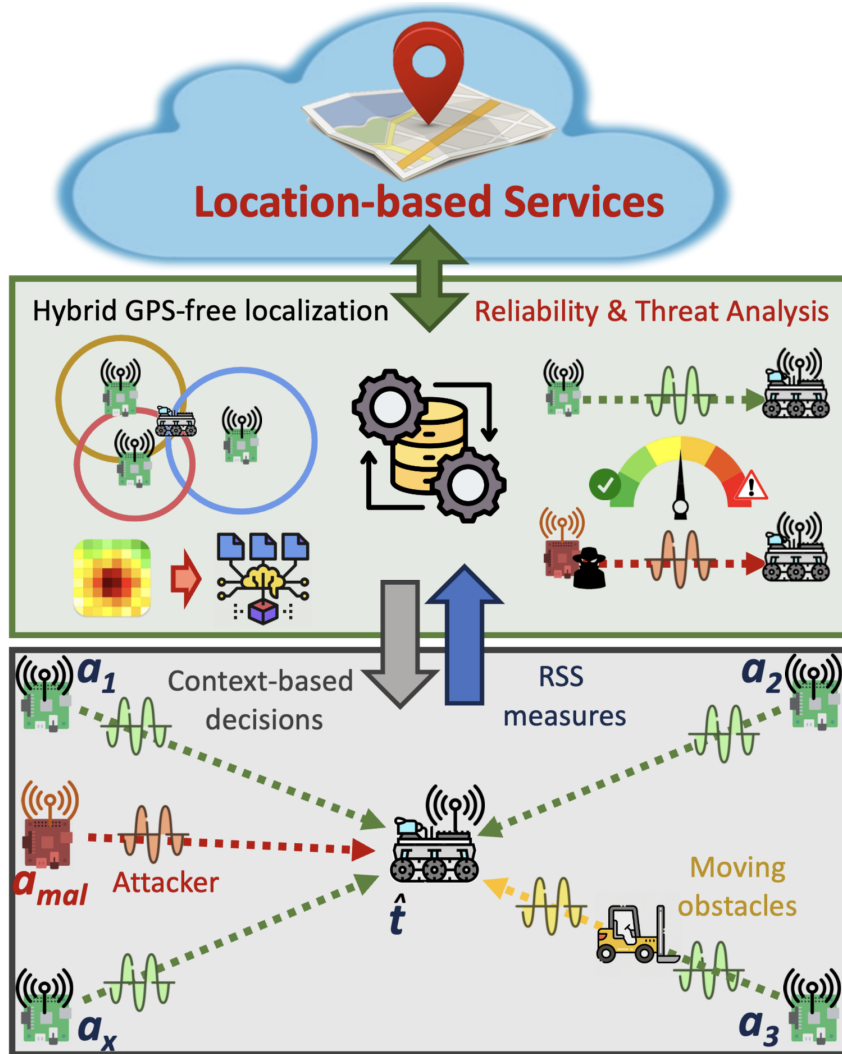 Location-based Services
Hybrid GPS-free localization
Reliability & Threat Analysis
a₁
Context-based
decisions
RSS
measures
a₂
a_mal
Attacker
t̂
Moving
obstacles
aₓ
a₃